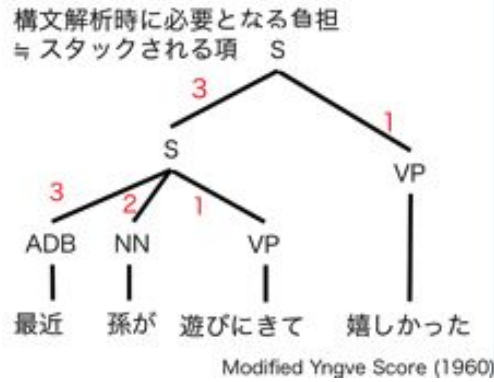 構文解析時に必要となる負担
≒ スタックされる項
S
3
1
S
VP
3
2
1
ADB
NN
VP
最近
孫が
遊びにきて
嬉しかった
Modified Yngve Score (1960)